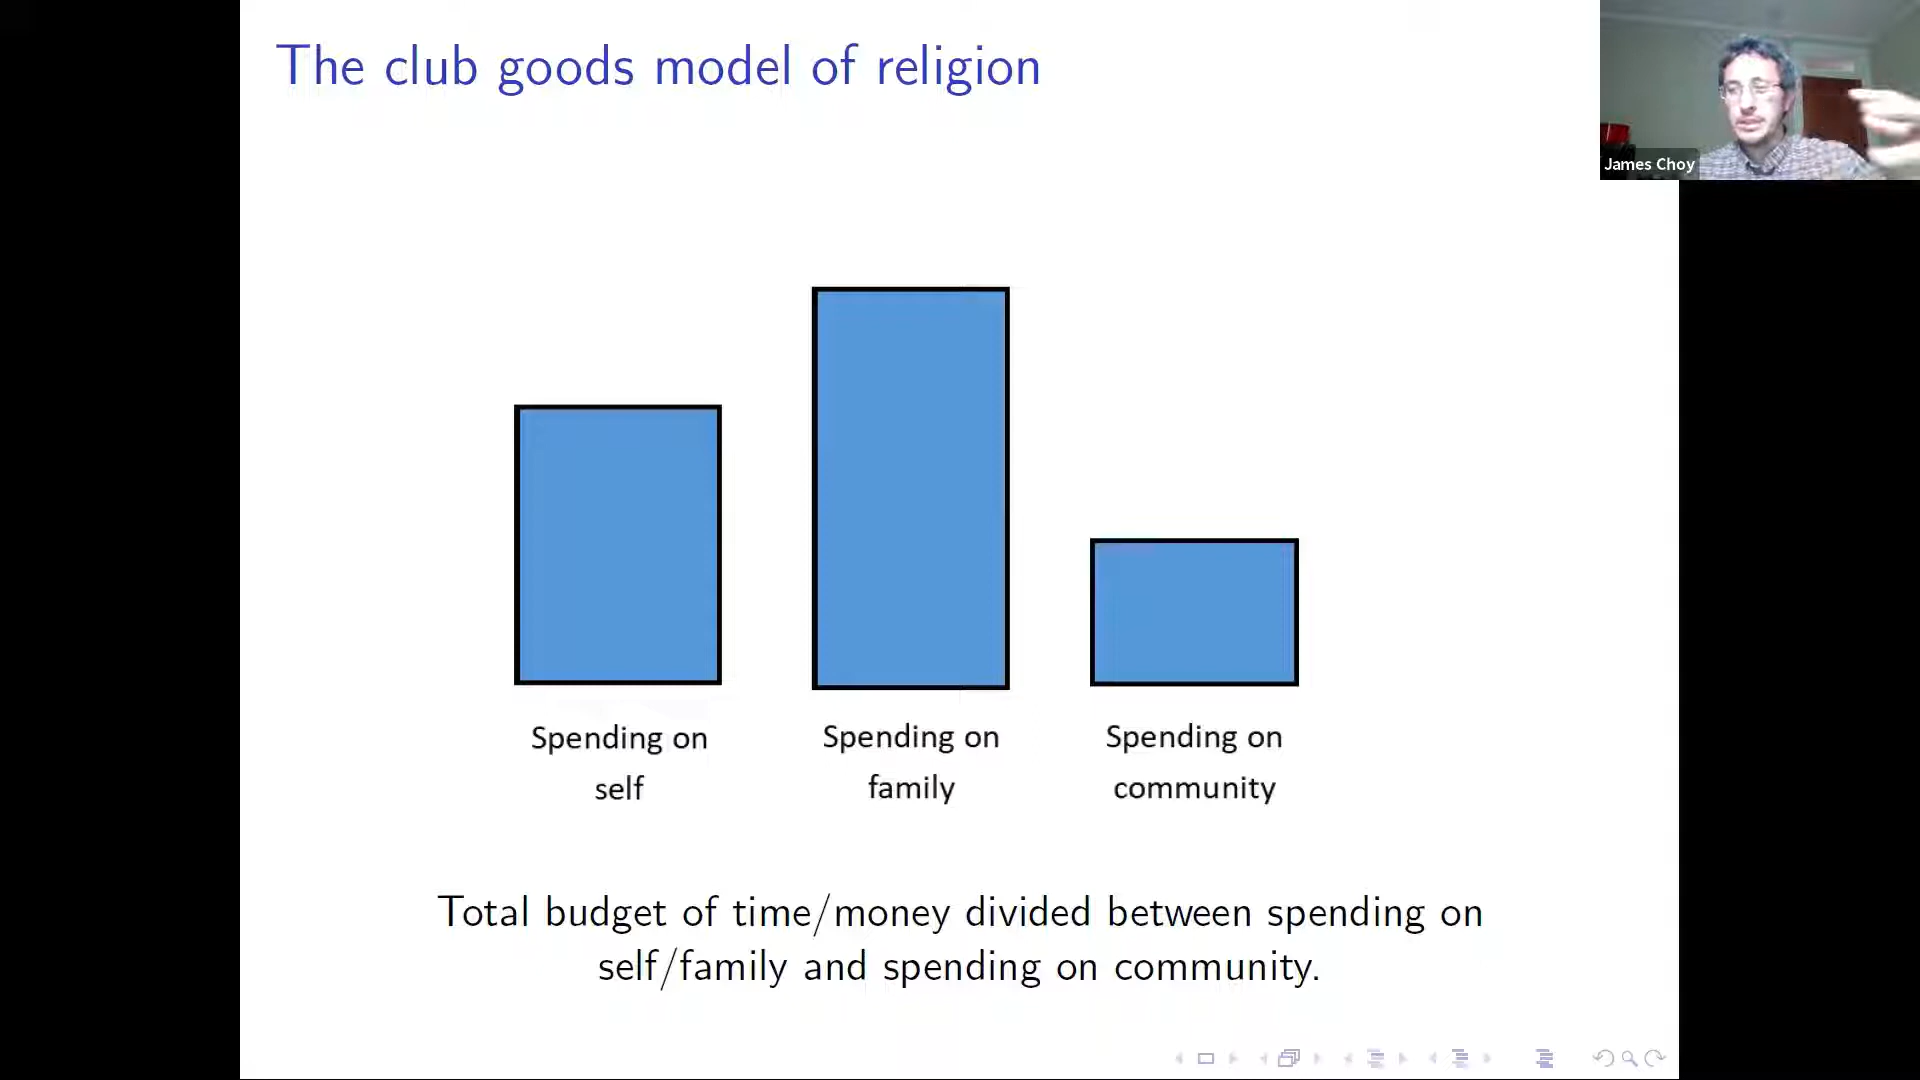 The club goods model of religion
James Choy
Spending on
self
Spending on
family
Spending on
community
Total budget of time/money divided between spending on
self/family and spending on community.